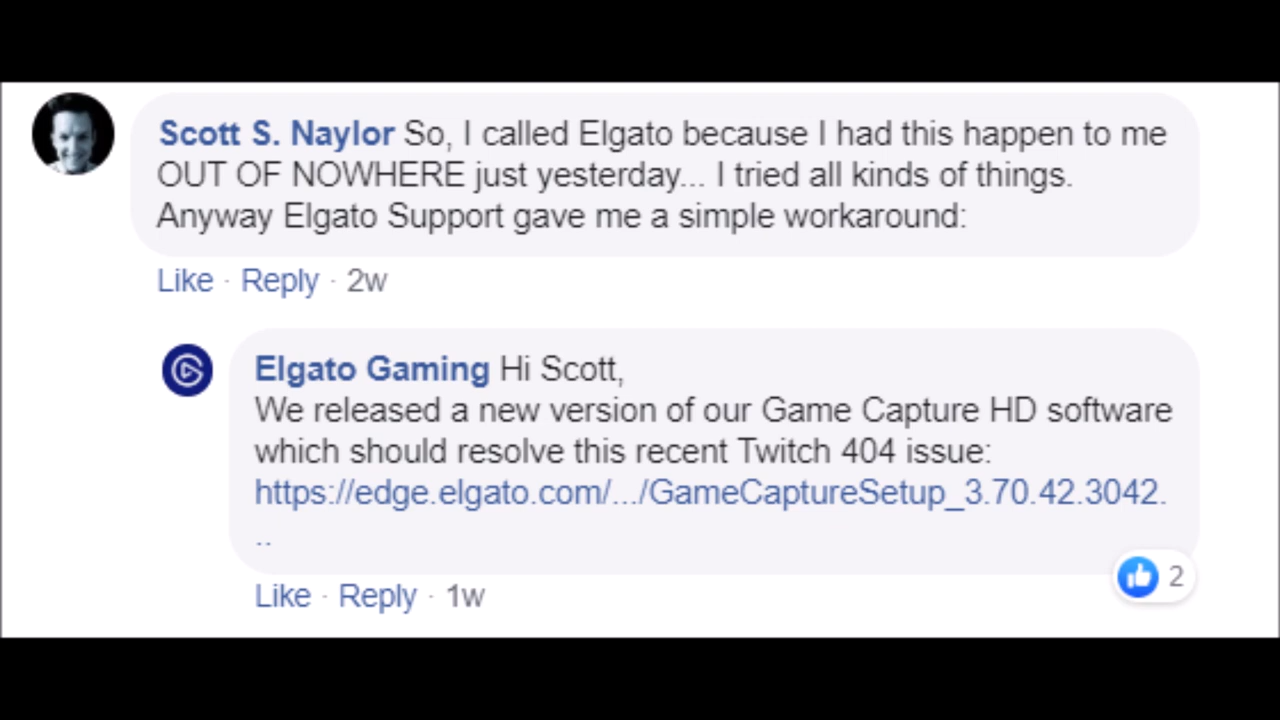 Scott S. Naylor So, I called Elgato because I had this happen to me
OUT OF NOWHERE just yesterday... I tried all kinds of things.
Anyway Elgato Support gave me a simple workaround:
Like · Reply · 2w
Elgato Gaming Hi Scott,
We released a new version of our Game Capture HD software
which should resolve this recent Twitch 404 issue:
https://edge.elgato.com/.../GameCaptureSetup_3.70.42.3042.
..
2
Like · Reply · 1w